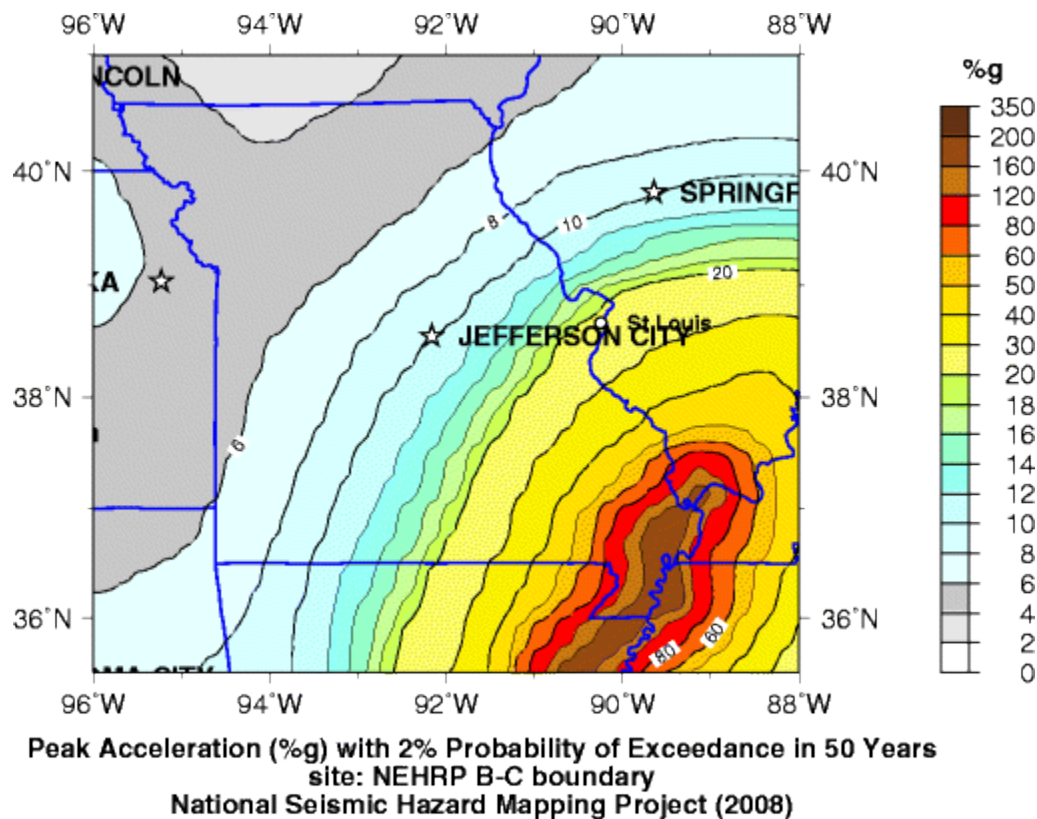 96˚W 94˚W 92˚W 90˚W 88˚W
%g
NCOLN
350
200
40˚N 40˚N
160
SPRINGF
120
8 10
80
KA
60
20
50
St Louis
JEFFERSON CITY
40
30
38˚N 38˚N
20
6
18
16
14
12
10
8
6
36˚N 36˚N
4
80 60
2
MA CITY
0
96˚W 94˚W 92˚W 90˚W 88˚W
Peak Acceleration (%g) with 2% Probability of Exceedance in 50 Years
site: NEHRP B-C boundary
National Seismic Hazard Mapping Project (2008)